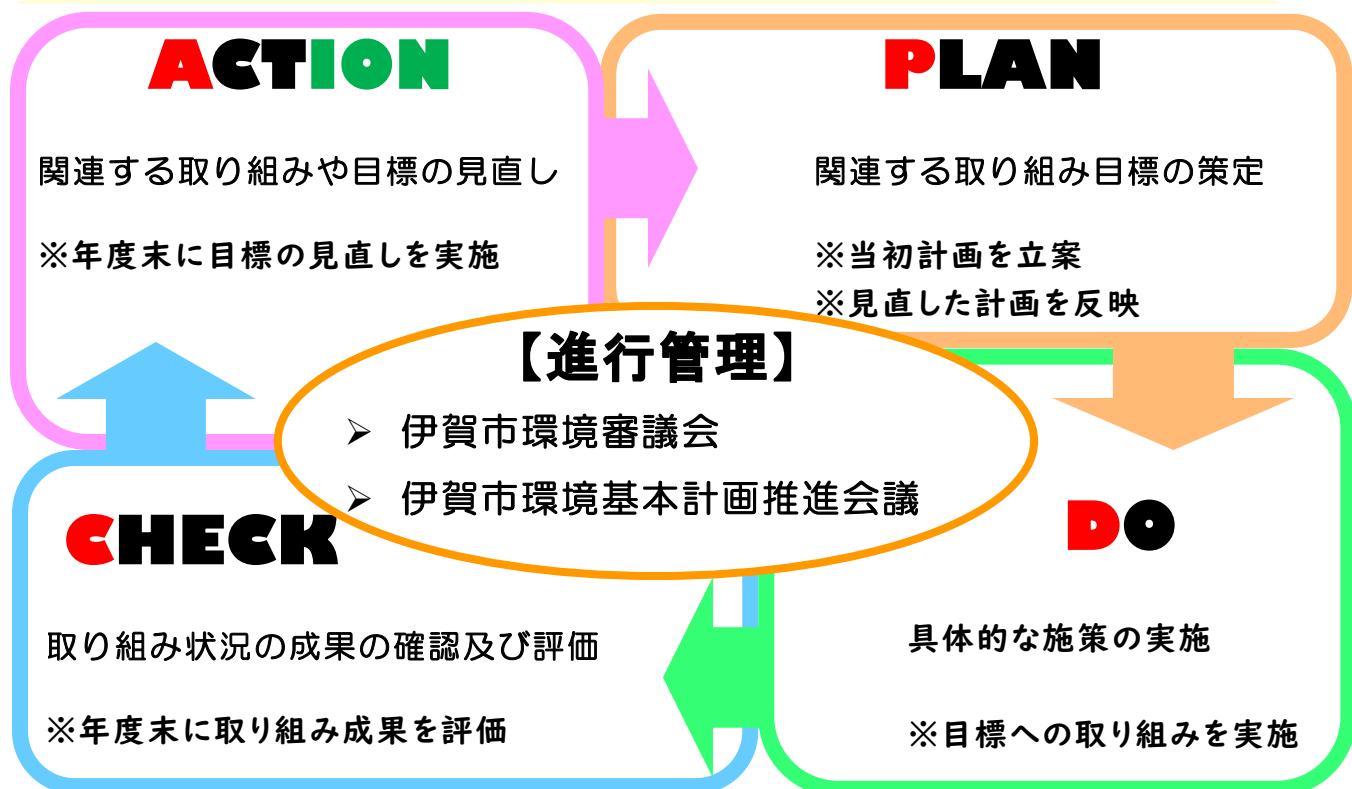 ACTION
関連する取り組みや目標の見直し
※年度末に目標の見直しを実施
PLAN
関連する取り組み目標の策定
※当初計画を立案
※見直した計画を反映
【進行管理】
➢ 伊賀市環境審議会
➢ 伊賀市環境基本計画推進会議
CHECK
取り組み状況の成果の確認及び評価
※年度末に取り組み成果を評価
DO
具体的な施策の実施
※目標への取り組みを実施